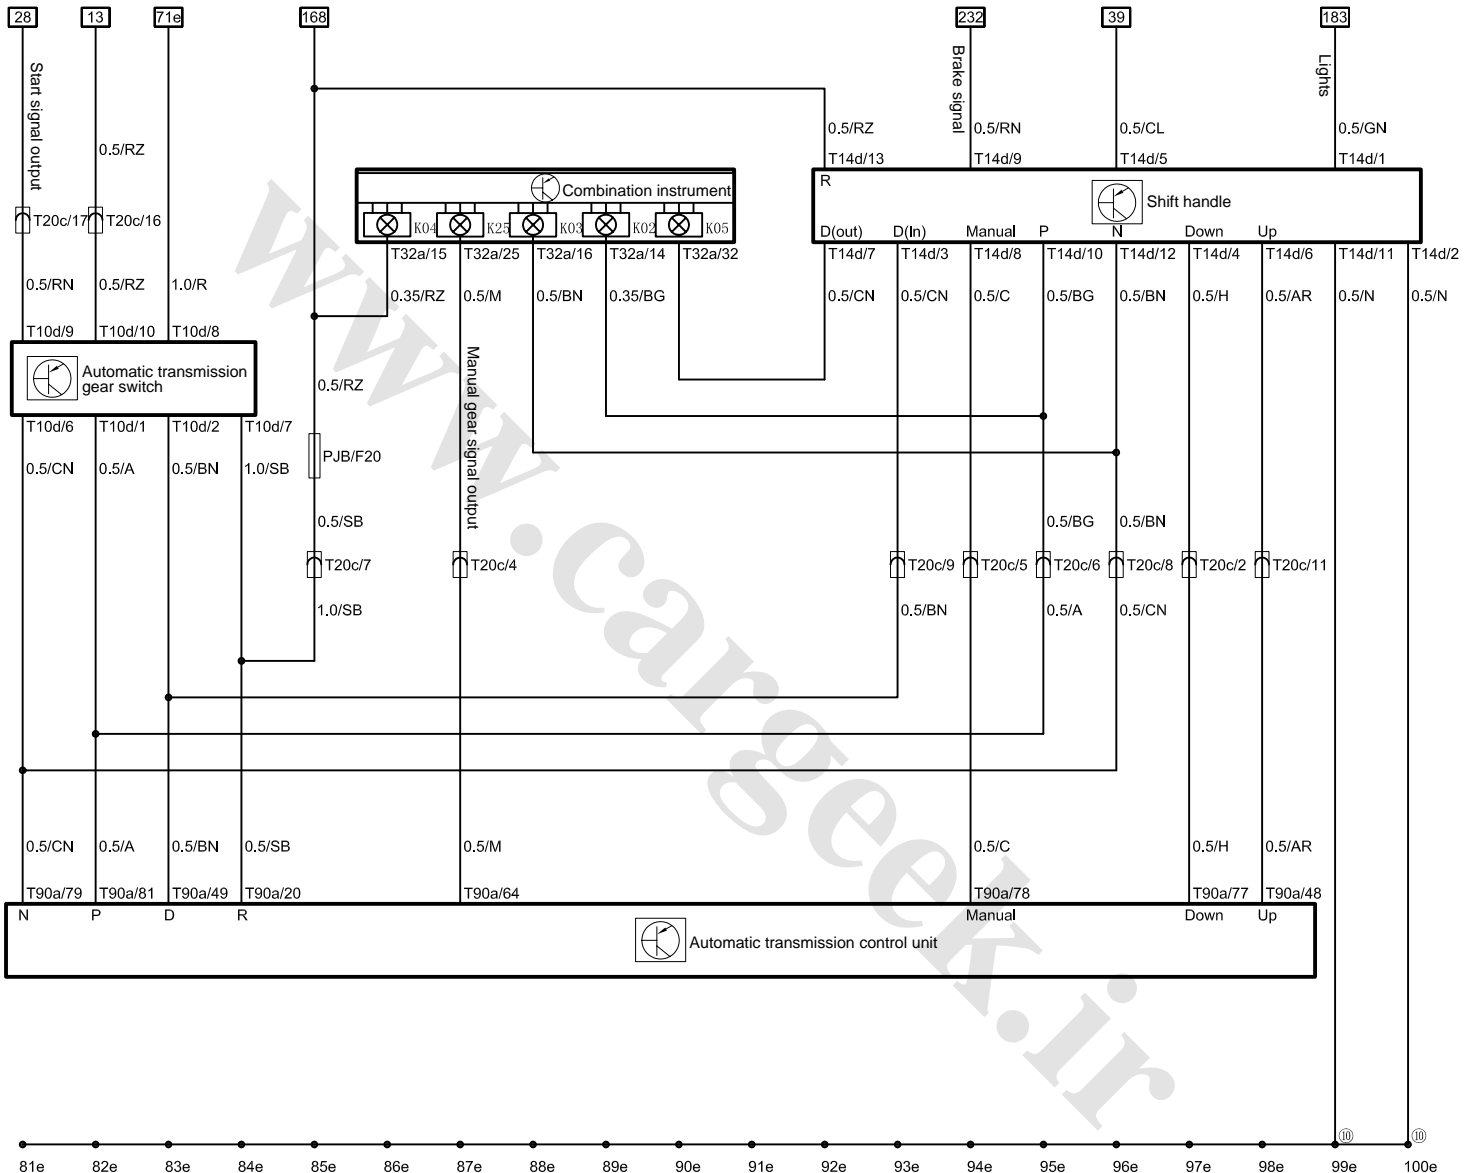 28
13
71e
168
232
39
183
Start signal output
Brake signal
Lights
0.5/RZ
0.5/RZ
0.5/RN
0.5/CL
0.5/GN
T14d/13
T14d/9
T14d/5
T14d/1
Combination instrument
R
Shift handle
T20c/17
T20c/16
K04
K25
K03
K02
K05
D(out)
D(In)
Manual
P
N
Down
Up
T32a/15
T32a/25
T32a/16
T32a/14
T32a/32
T14d/7
T14d/3
T14d/8
T14d/10
T14d/12
T14d/4
T14d/6
T14d/11
T14d/2
0.5/RN
0.5/RZ
1.0/R
0.35/RZ
0.5/M
0.5/BN
0.35/BG
0.5/CN
0.5/CN
0.5/C
0.5/BG
0.5/BN
0.5/H
0.5/AR
0.5/N
0.5/N
T10d/9
T10d/10
T10d/8
Automatic transmission
gear switch
0.5/RZ
Manual gear signal output
T10d/6
T10d/1
T10d/2
T10d/7
0.5/CN
0.5/A
0.5/BN
1.0/SB
PJB/F20
0.5/SB
0.5/BG
0.5/BN
T20c/7
T20c/4
T20c/9
T20c/5
T20c/6
T20c/8
T20c/2
T20c/11
1.0/SB
0.5/BN
0.5/A
0.5/CN
0.5/CN
0.5/A
0.5/BN
0.5/SB
0.5/M
0.5/C
0.5/H
0.5/AR
T90a/79
T90a/81
T90a/49
T90a/20
T90a/64
T90a/78
T90a/77
T90a/48
N
P
D
R
Manual
Down
Up
Automatic transmission control unit
⑩
⑩
81e
82e
83e
84e
85e
86e
87e
88e
89e
90e
91e
92e
93e
94e
95e
96e
97e
98e
99e
100e
www.cargeek.ir